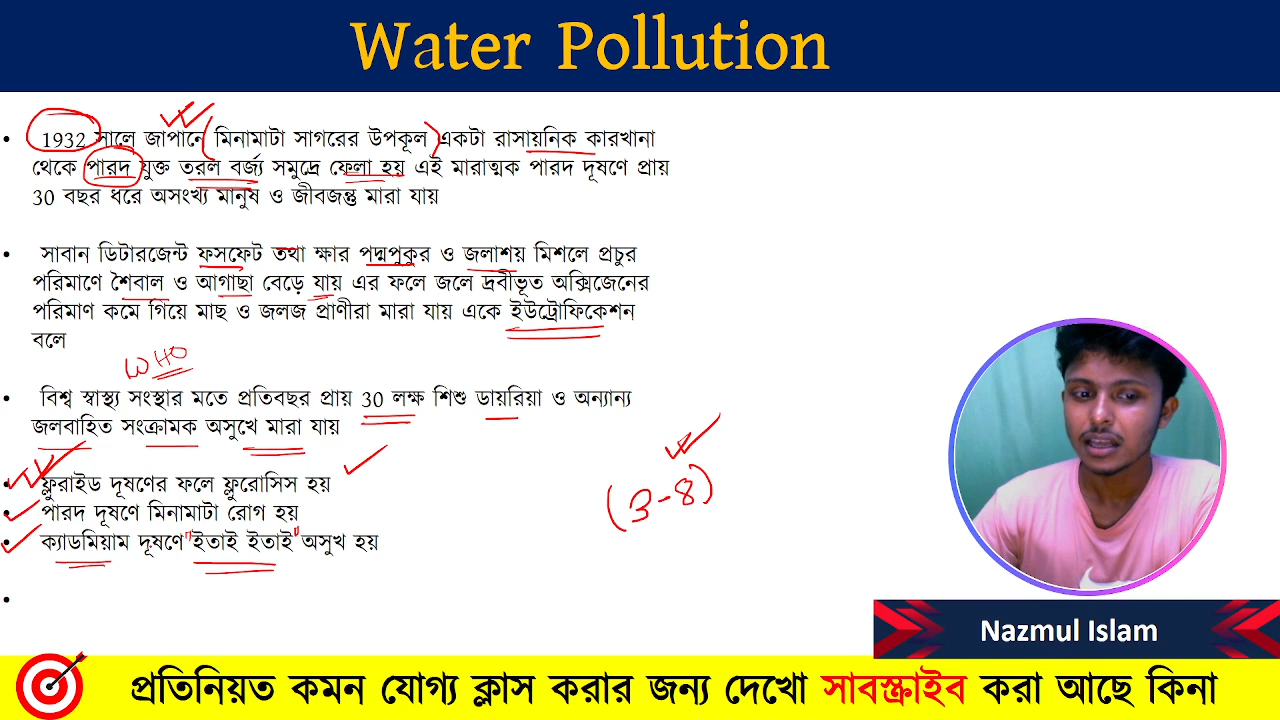 Water Pollution
• 1932 সালে জাপানে ( মিনামাটা সাগরের উপকূল ) একটা রাসায়নিক কারখানা
থেকে পারদ যুক্ত তরল বর্জ্য সমুদ্রে ফেলা হয় এই মারাত্মক পারদ দূষণে প্রায়
30 বছর ধরে অসংখ্য মানুষ ও জীবজন্তু মারা যায়
• সাবান ডিটারজেন্ট ফসফেট তথা ক্ষার পদ্মপুকুর ও জলাশয় মিশলে প্রচুর
পরিমাণে শৈবাল ও আগাছা বেড়ে যায় এর ফলে জলে দ্রবীভূত অক্সিজেনের
পরিমাণ কমে গিয়ে মাছ ও জলজ প্রাণীরা মারা যায় একে ইউট্রোফিকেশন
বলে
WHO
• বিশ্ব স্বাস্থ্য সংস্থার মতে প্রতিবছর প্রায় 30 লক্ষ শিশু ডায়রিয়া ও অন্যান্য
জলবাহিত সংক্রামক অসুখে মারা যায়
• ফ্লুরাইড দূষণের ফলে ফ্লুরোসিস হয়
(3-8)
• পারদ দূষণে মিনামাটা রোগ হয়
• ক্যাডমিয়াম দূষণে "ইতাই ইতাই" অসুখ হয়
•
Nazmul Islam
প্রতিনিয়ত কমন যোগ্য ক্লাস করার জন্য দেখো সাবস্ক্রাইব করা আছে কিনা